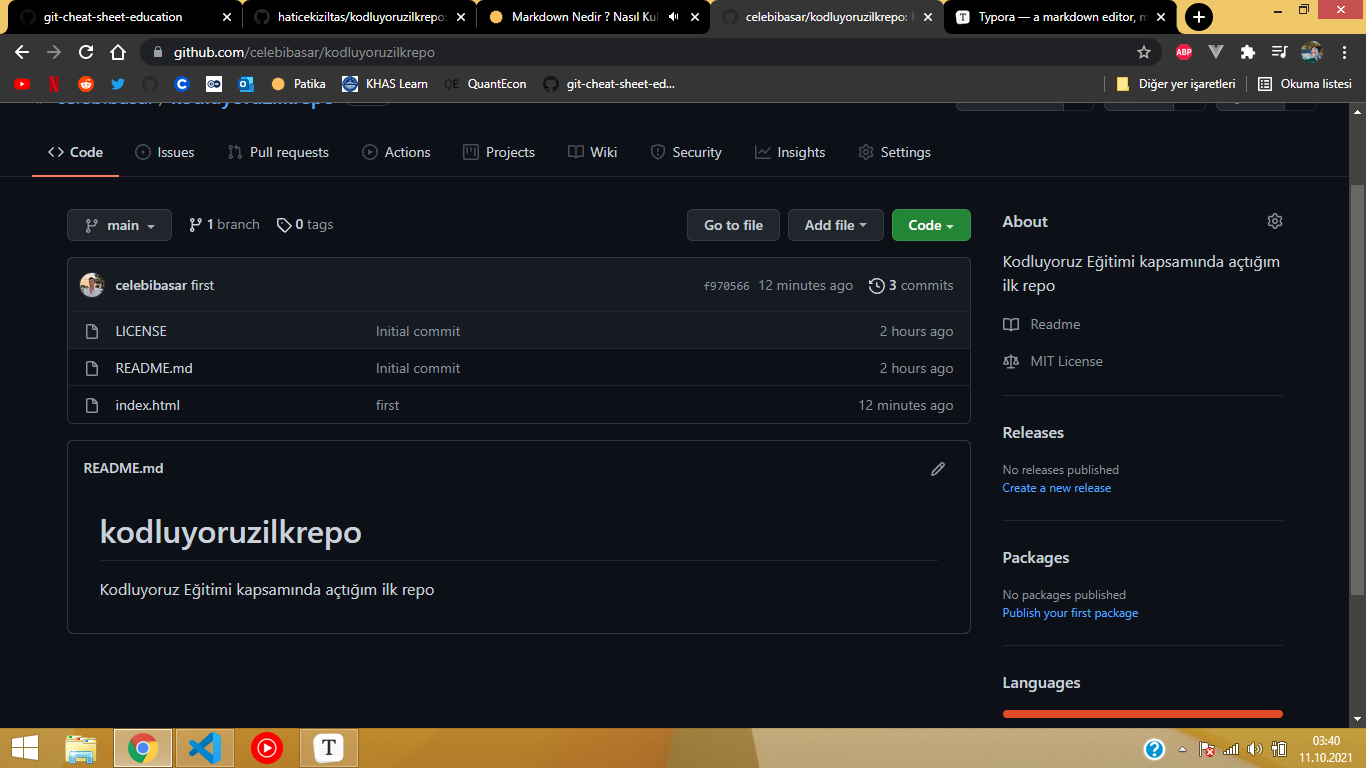 git-cheat-sheet-education
haticekiziltas/kodluyoruzilkrepo:
Markdown Nedir ? Nasıl Kul
celebibasar/kodluyoruzilkrepo:
Typora — a markdown editor, m
github.com/celebibasar/kodluyoruzilkrepo
ABP
Patika
KHAS Learn
QE QuantEcon
git-cheat-sheet-ed...
Diğer yer işaretleri
Okuma listesi
celebibasar / kodluyoruzilkrepo
Code
Issues
Pull requests
Actions
Projects
Wiki
Security
Insights
Settings
main
1 branch
0 tags
Go to file
Add file
Code
celebibasar first
f970566 12 minutes ago
3 commits
LICENSE Initial commit 2 hours ago
README.md Initial commit 2 hours ago
index.html first 12 minutes ago
README.md
kodluyoruzilkrepo
Kodluyoruz Eğitimi kapsamında açtığım ilk repo
About
Kodluyoruz Eğitimi kapsamında açtığım
ilk repo
Readme
MIT License
Releases
No releases published
Create a new release
Packages
No packages published
Publish your first package
Languages
T
03:40
11.10.2021